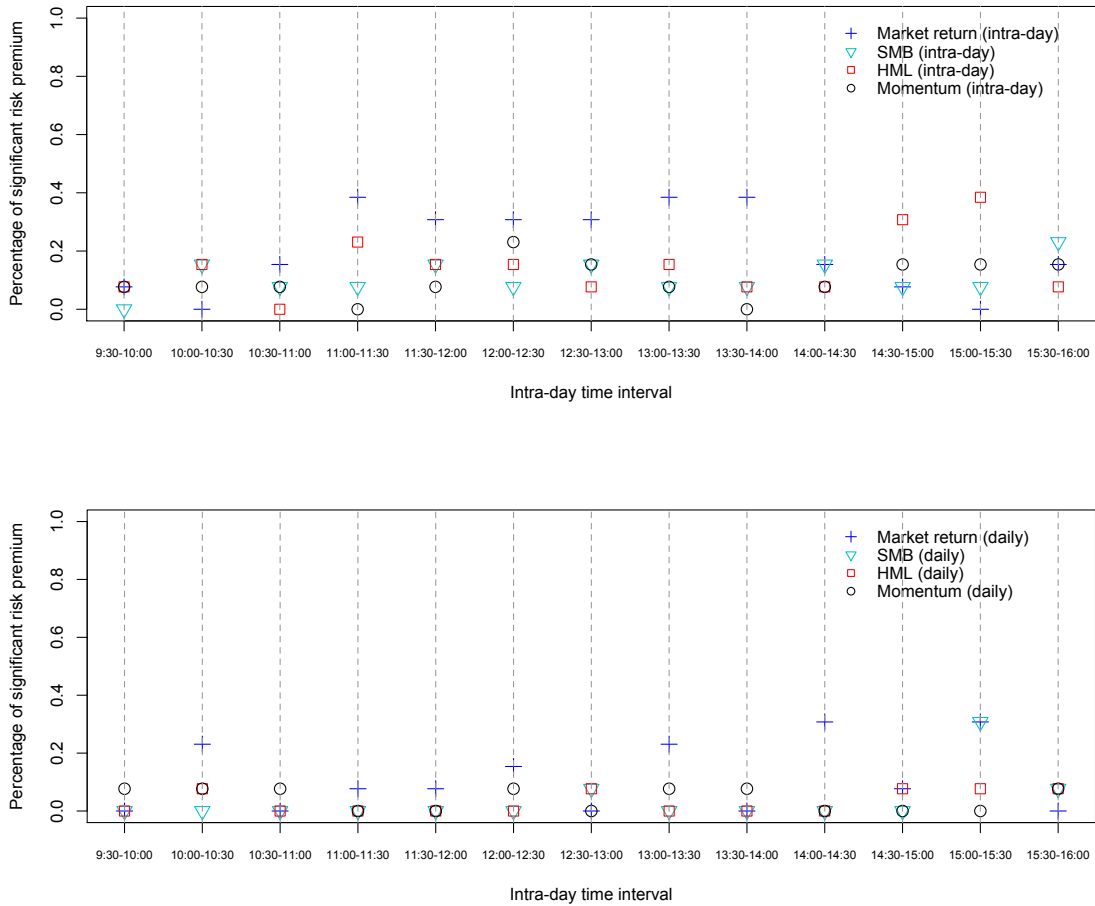 Percentage of significant risk premium
1.0
0.8
0.6
0.4
0.2
0.0
Market return (intra-day)
SMB (intra-day)
HML (intra-day)
Momentum (intra-day)
9:30-10:00 10:00-10:30 10:30-11:00 11:00-11:30 11:30-12:00 12:00-12:30 12:30-13:00 13:00-13:30 13:30-14:00 14:00-14:30 14:30-15:00 15:00-15:30 15:30-16:00
Intra-day time interval
Percentage of significant risk premium
1.0
0.8
0.6
0.4
0.2
0.0
Market return (daily)
SMB (daily)
HML (daily)
Momentum (daily)
9:30-10:00 10:00-10:30 10:30-11:00 11:00-11:30 11:30-12:00 12:00-12:30 12:30-13:00 13:00-13:30 13:30-14:00 14:00-14:30 14:30-15:00 15:00-15:30 15:30-16:00
Intra-day time interval